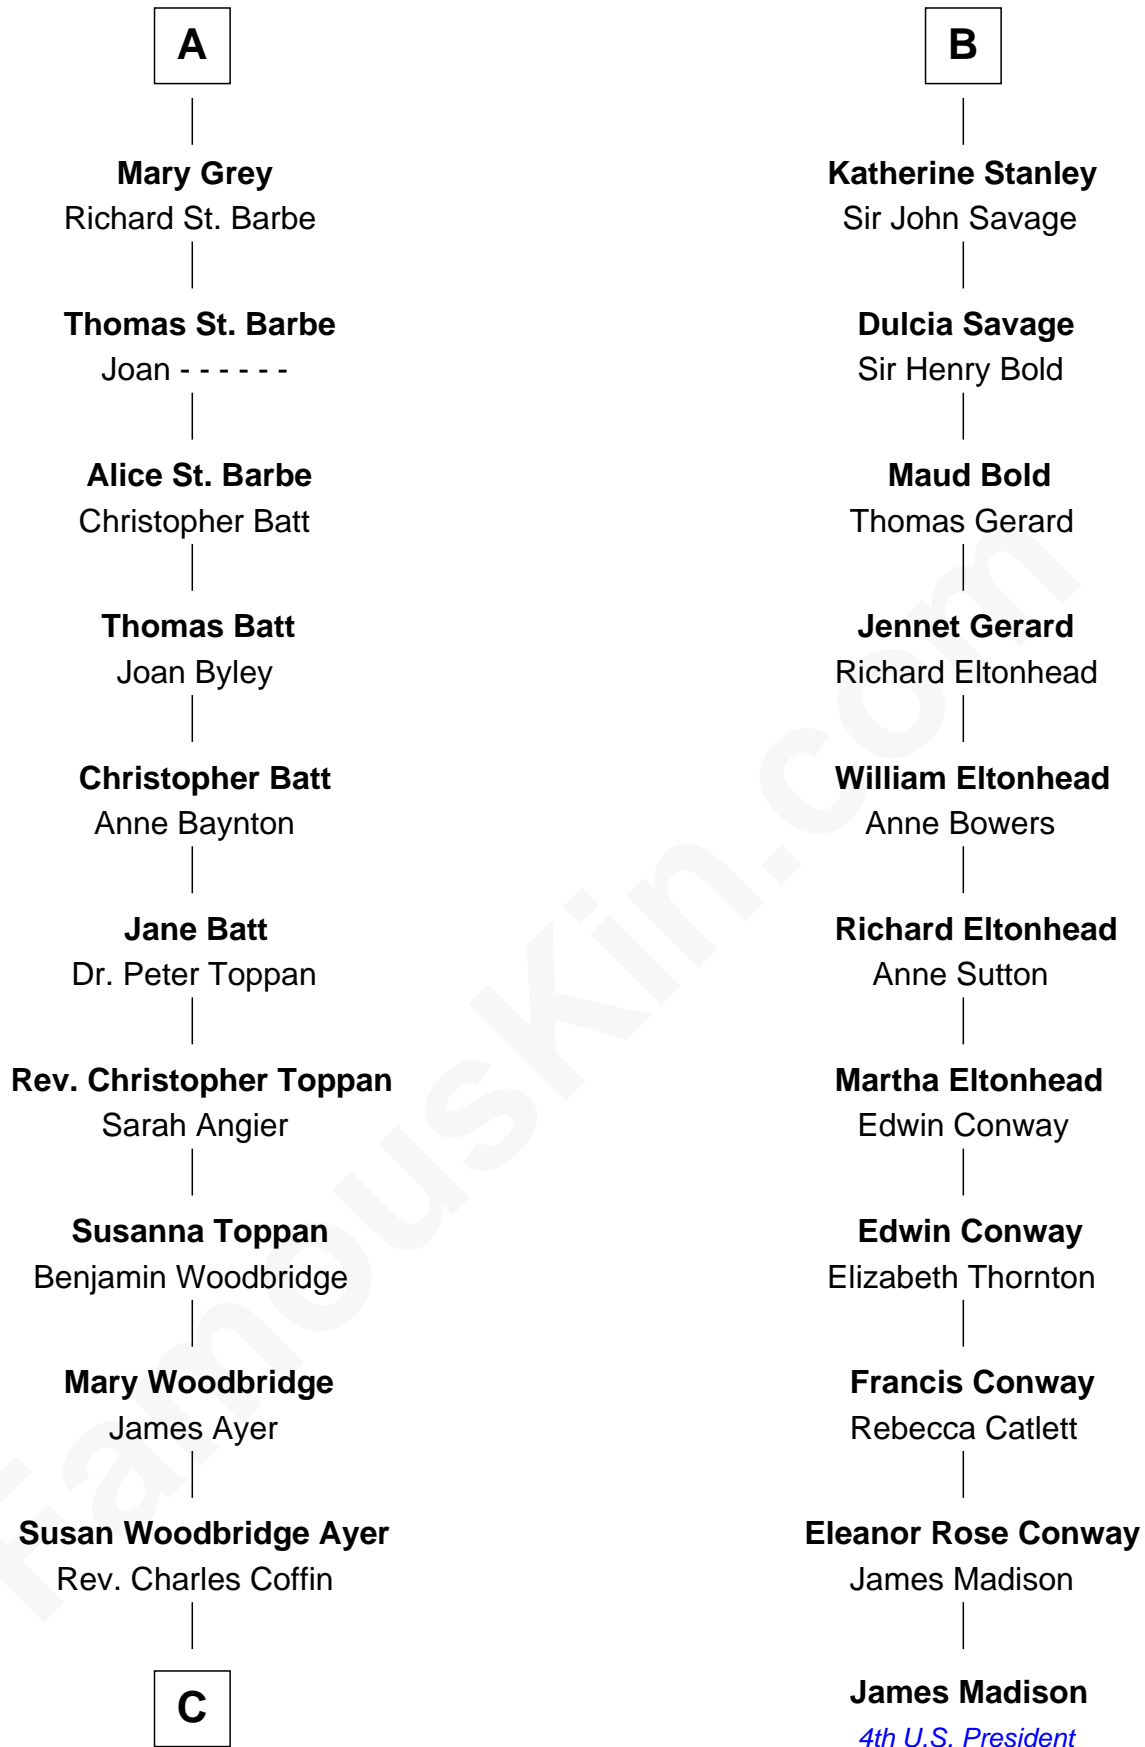 A
Mary Grey
Richard St. Barbe
Thomas St. Barbe
Joan - - - - - -
Alice St. Barbe
Christopher Batt
Thomas Batt
Joan Byley
Christopher Batt
Anne Baynton
Jane Batt
Dr. Peter Toppan
Rev. Christopher Toppan
Sarah Angier
Susanna Toppan
Benjamin Woodbridge
Mary Woodbridge
James Ayer
Susan Woodbridge Ayer
Rev. Charles Coffin
C
B
Katherine Stanley
Sir John Savage
Dulcia Savage
Sir Henry Bold
Maud Bold
Thomas Gerard
Jennet Gerard
Richard Eltonhead
William Eltonhead
Anne Bowers
Richard Eltonhead
Anne Sutton
Martha Eltonhead
Edwin Conway
Edwin Conway
Elizabeth Thornton
Francis Conway
Rebecca Catlett
Eleanor Rose Conway
James Madison
James Madison
4th U.S. President
FamousKin.com